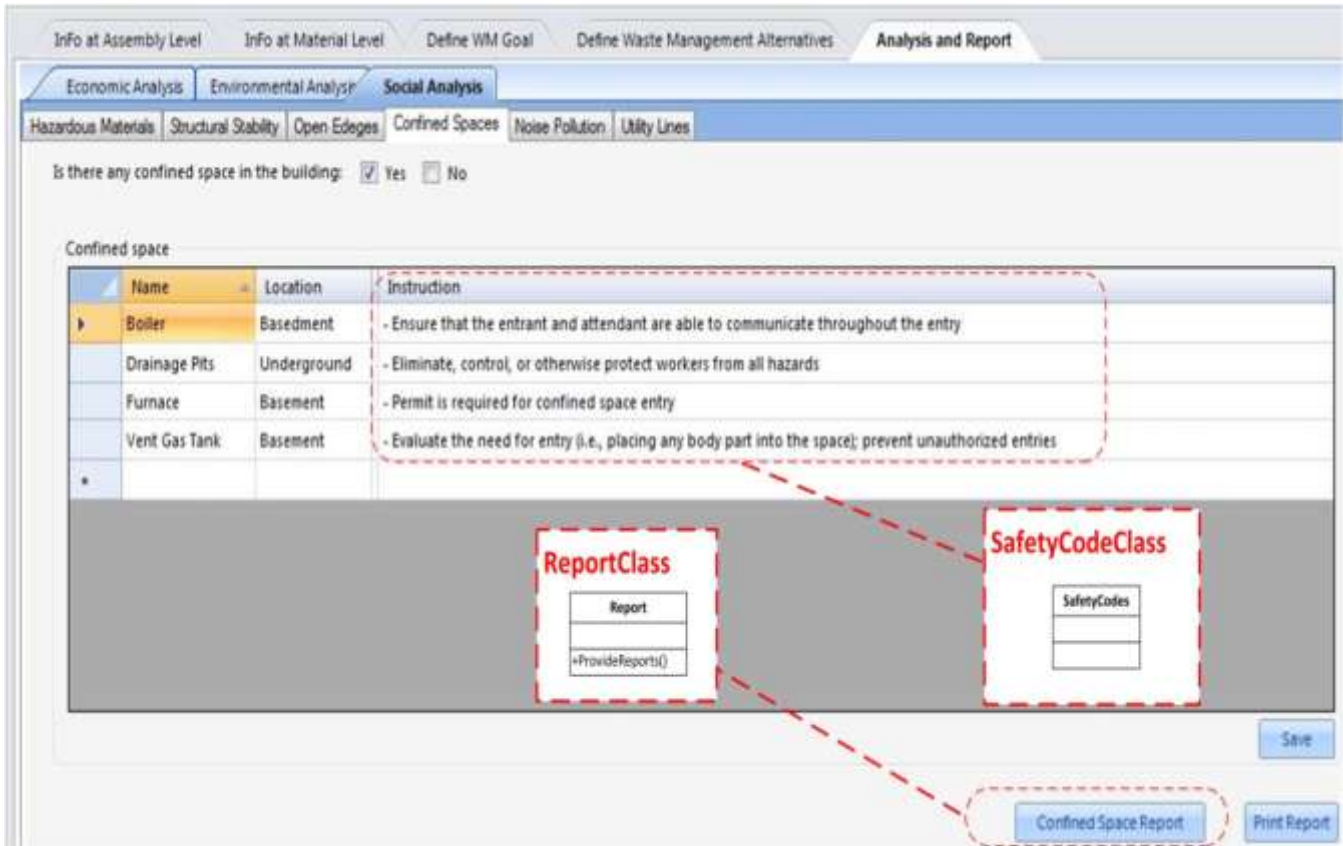 InFo at Assembly Level InFo at Material Level Define WM Goal Define Waste Management Alternatives Analysis and Report
Economic Analysis Environmental Analysis Social Analysis
Hazardous Materials Structural Stability Open Edeges Confined Spaces Noise Pollution Utility Lines
Is there any confined space in the building: Yes No
Confined space
Name Location Instruction
Boiler Basedment - Ensure that the entrant and attendant are able to communicate throughout the entry
Drainage Pits Underground - Eliminate, control, or otherwise protect workers from all hazards
Furnace Basement - Permit is required for confined space entry
Vent Gas Tank Basement - Evaluate the need for entry (i.e., placing any body part into the space); prevent unauthorized entries
ReportClass
Report
+ProvideReports()
SafetyCodeClass
SafetyCodes
Save
Confined Space Report Print Report